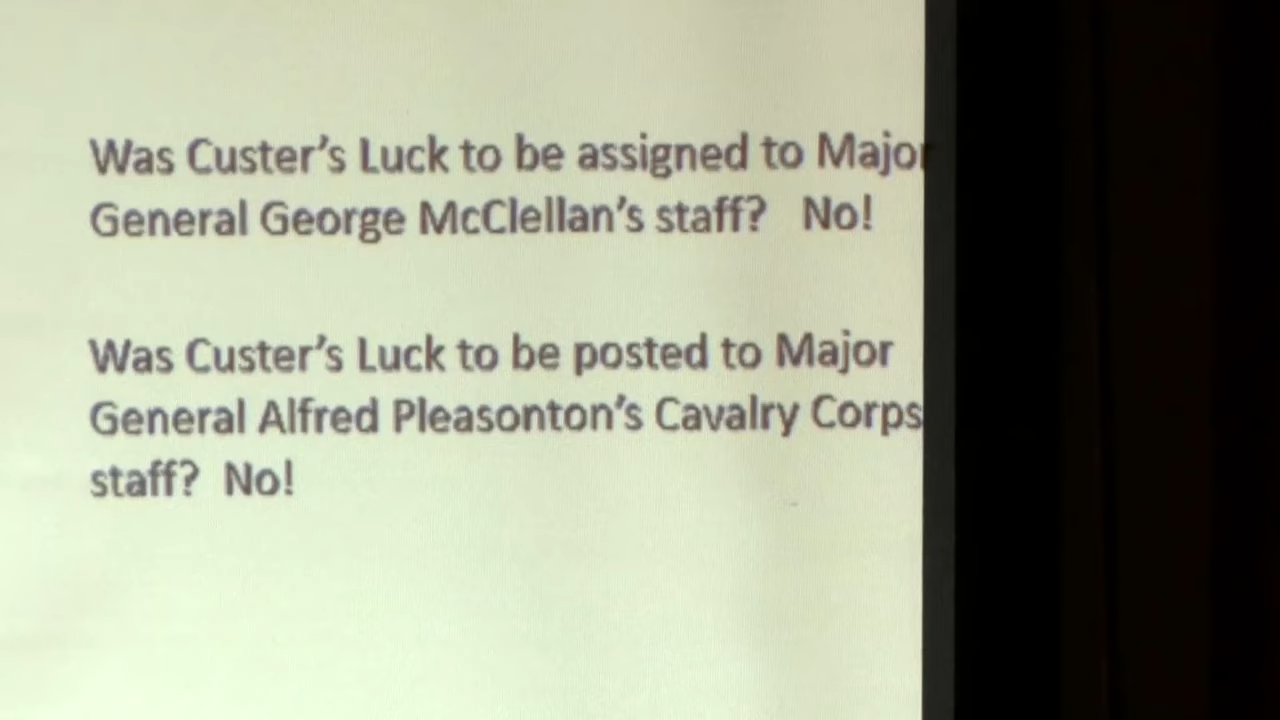 Was Custer's Luck to be assigned to Major
General George McClellan's staff?   No!
Was Custer's Luck to be posted to Major
General Alfred Pleasonton's Cavalry Corps
staff?  No!